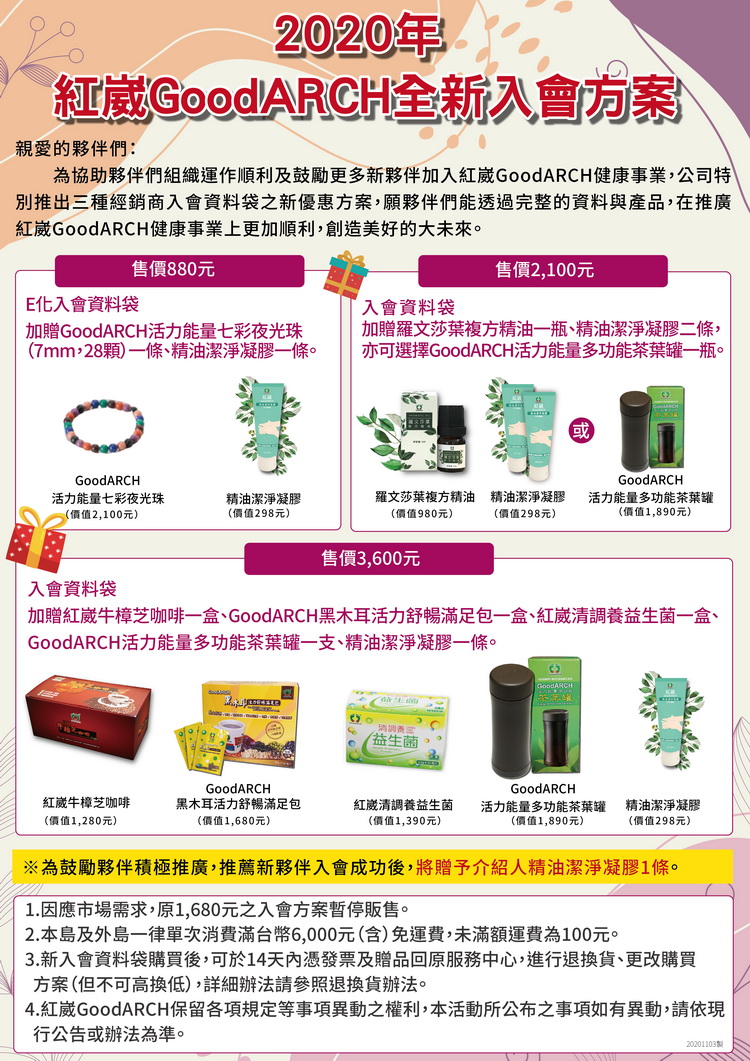 2020年
紅崴GoodARCH全新入會方案
親愛的夥伴們：
為協助夥伴們組織運作順利及鼓勵更多新夥伴加入紅崴GoodARCH健康事業，公司特
別推出三種經銷商入會資料袋之新優惠方案，願夥伴們能透過完整的資料與產品，在推廣
紅崴GoodARCH健康事業上更加順利，創造美好的大未來。
售價880元
E化入會資料袋
加贈GoodARCH活力能量七彩夜光珠
（7mm，28顆）一條、精油潔淨凝膠一條。
GoodARCH
活力能量七彩夜光珠
（價值2,100元）
精油潔淨凝膠
（價值298元）
售價2,100元
入會資料袋
加贈羅文莎葉複方精油一瓶、精油潔淨凝膠二條，
亦可選擇GoodARCH活力能量多功能茶葉罐一瓶。
羅文莎葉複方精油
（價值980元）
精油潔淨凝膠
（價值298元）
或
GoodARCH
活力能量多功能茶葉罐
（價值1,890元）
售價3,600元
入會資料袋
加贈紅崴牛樟芝咖啡一盒、GoodARCH黑木耳活力舒暢滿足包一盒、紅崴清調養益生菌一盒、
GoodARCH活力能量多功能茶葉罐一支、精油潔淨凝膠一條。
GoodARCH
黑木耳
清調養
益生菌
GoodARCH
茶葉罐
紅崴牛樟芝咖啡
（價值1,280元）
GoodARCH
黑木耳活力舒暢滿足包
（價值1,680元）
紅崴清調養益生菌
（價值1,390元）
GoodARCH
活力能量多功能茶葉罐
（價值1,890元）
精油潔淨凝膠
（價值298元）
※為鼓勵夥伴積極推廣，推薦新夥伴入會成功後，將贈予介紹人精油潔淨凝膠1條。
1.因應市場需求，原1,680元之入會方案暫停販售。
2.本島及外島一律單次消費滿台幣6,000元（含）免運費，未滿額運費為100元。
3.新入會資料袋購買後，可於14天內憑發票及贈品回原服務中心，進行退換貨、更改購買
方案（但不可高換低），詳細辦法請參照退換貨辦法。
4.紅崴GoodARCH保留各項規定等事項異動之權利，本活動所公布之事項如有異動，請依現
行公告或辦法為準。
20201103製